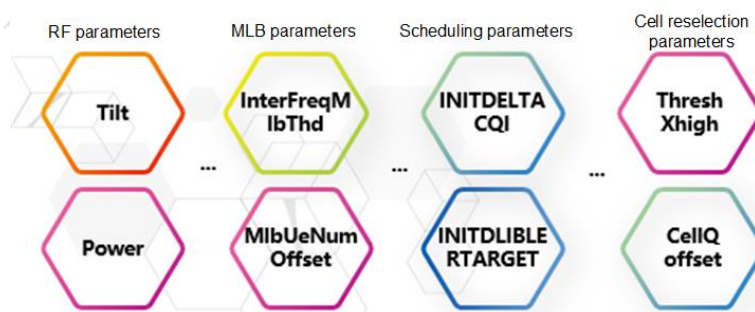 RF parameters
MLB parameters
Scheduling parameters
Cell reselection
parameters
Tilt
InterFreqM
lbThd
INITDELTA
CQI
Thresh
Xhigh
...
...
...
Power
MlbUeNum
Offset
INITDLIBLE
RTARGET
CellQ
offset